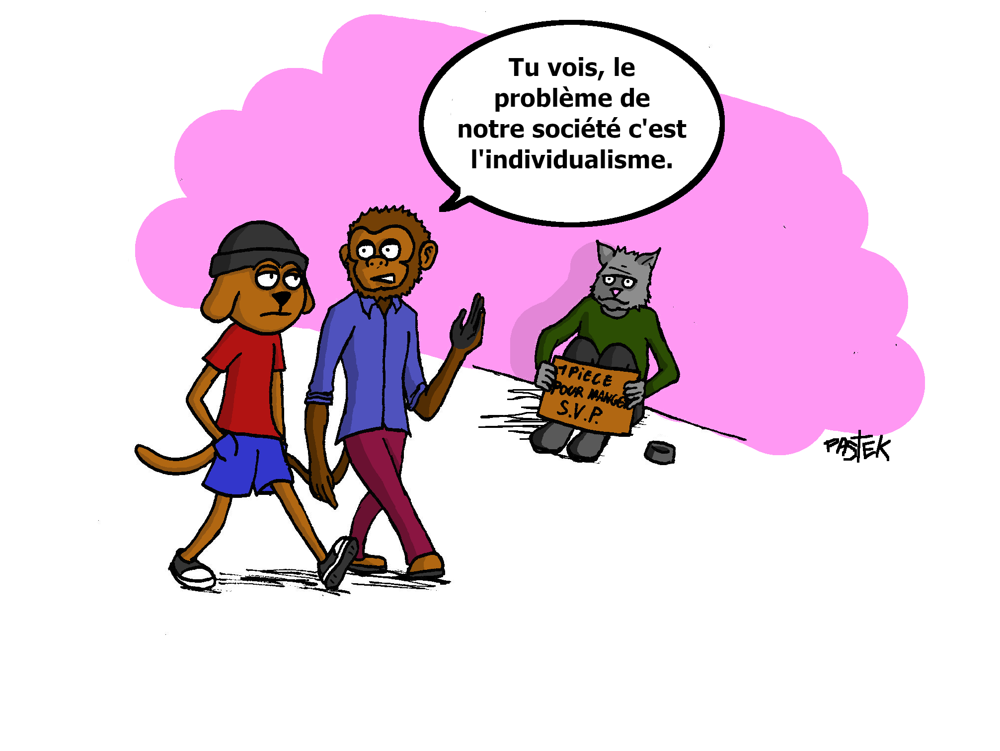 Tu vois, le
problème de
notre société c'est
l'individualisme.
1 PiECE
POUR MANGER
S.V.P.
PASTEK